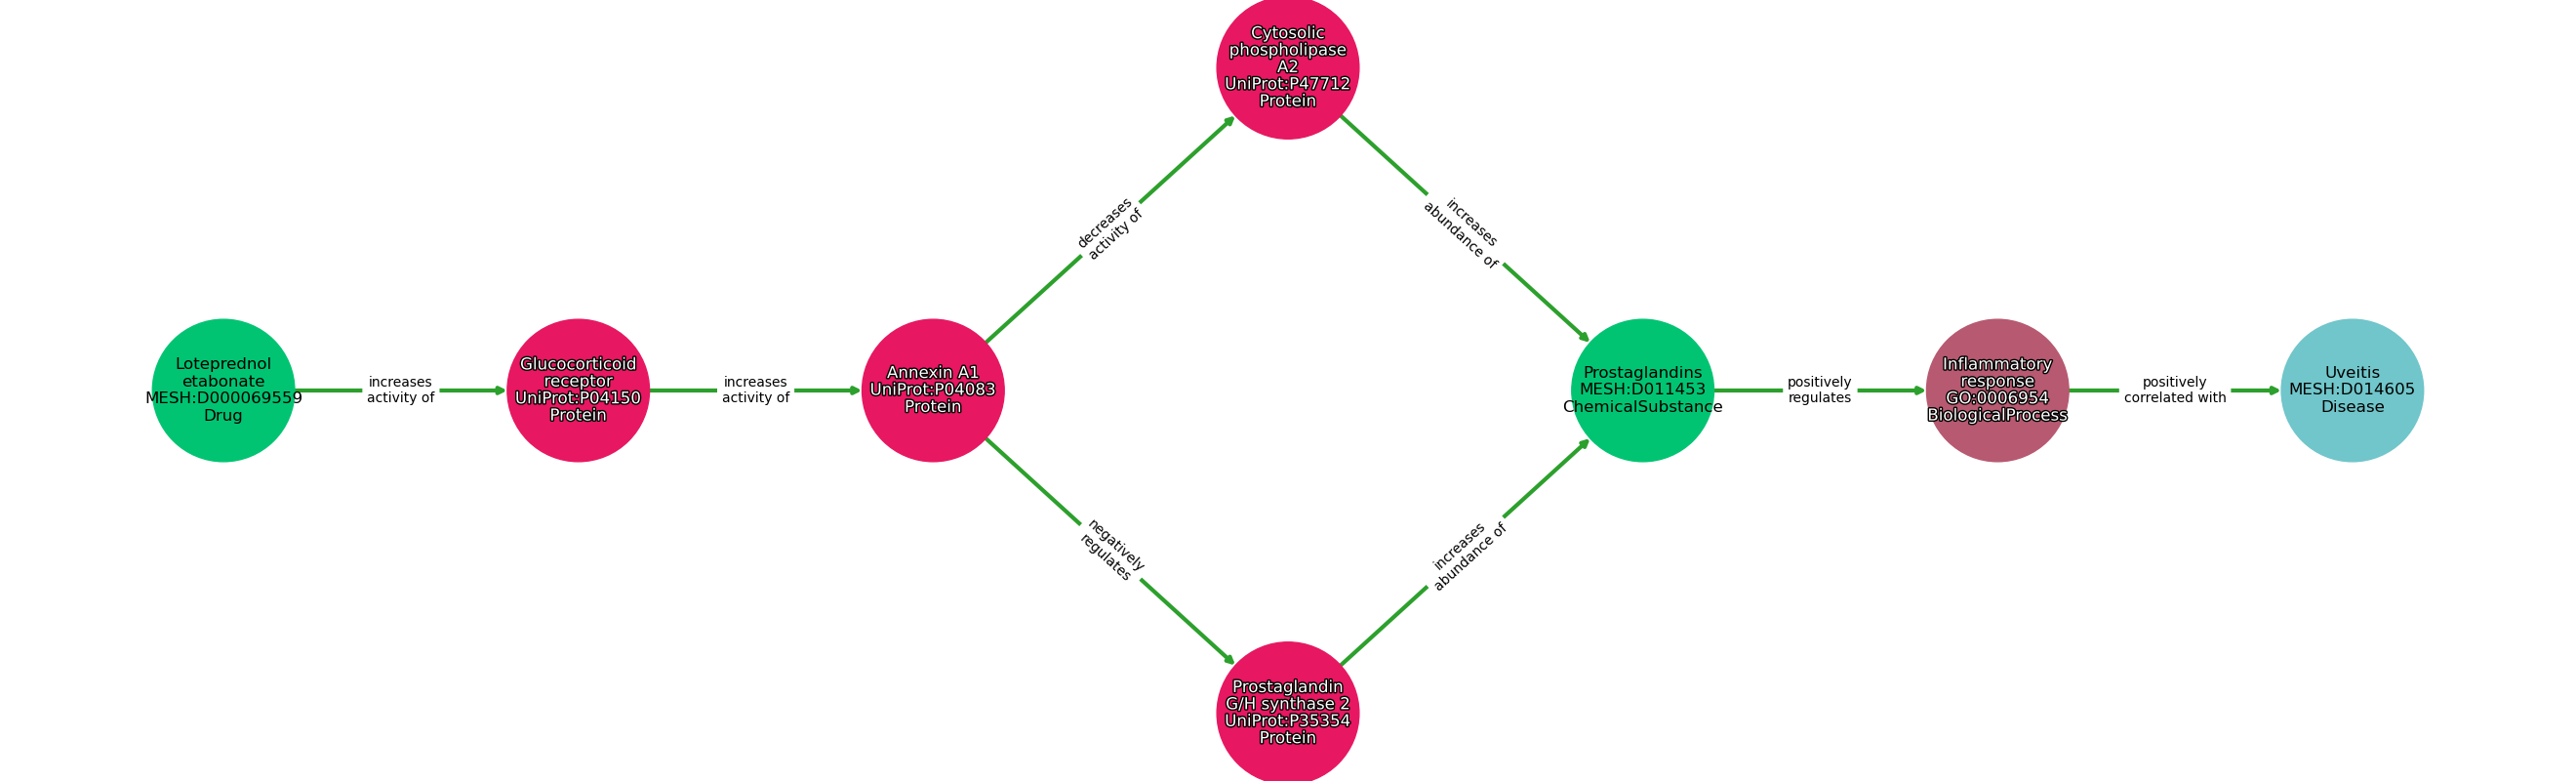 Cytosolic
phospholipase
A2
UniProt:P47712
Protein
decreases
activity of
increases
abundance of
Loteprednol
etabonate
MESH:D000069559
Drug
increases
activity of
Glucocorticoid
receptor
UniProt:P04150
Protein
increases
activity of
Annexin A1
UniProt:P04083
Protein
Prostaglandins
MESH:D011453
ChemicalSubstance
positively
regulates
Inflammatory
response
GO:0006954
BiologicalProcess
positively
correlated with
Uveitis
MESH:D014605
Disease
negatively
regulates
increases
abundance of
Prostaglandin
G/H synthase 2
UniProt:P35354
Protein